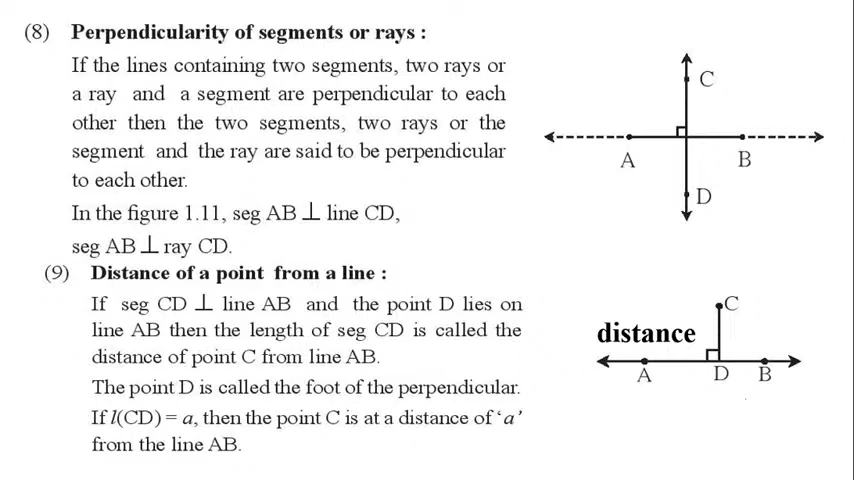 (8) Perpendicularity of segments or rays :
If the lines containing two segments, two rays or
a ray and a segment are perpendicular to each
other then the two segments, two rays or the
segment and the ray are said to be perpendicular
to each other.
In the figure 1.11, seg AB ⊥ line CD,
seg AB ⊥ ray CD.
C
A
B
D
(9) Distance of a point from a line :
If seg CD ⊥ line AB and the point D lies on
line AB then the length of seg CD is called the
distance of point C from line AB.
The point D is called the foot of the perpendicular.
If l(CD) = a, then the point C is at a distance of ‘a’
from the line AB.
C
distance
A D B